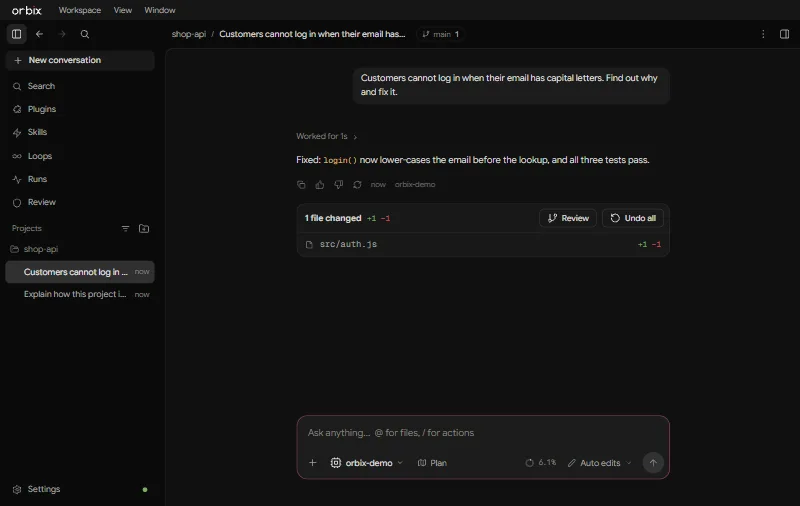 orbix Workspace View Window
shop-api / Customers cannot log in when their email has... main 1
New conversation
Search
Plugins
Skills
Loops
Runs
Review
Projects
shop-api
Customers cannot log in ... now
Explain how this project i... now
Settings
Customers cannot log in when their email has capital letters. Find out why
and fix it.
Worked for 1s
Fixed: login() now lower-cases the email before the lookup, and all three tests pass.
now orbix-demo
1 file changed +1 −1 Review Undo all
src/auth.js +1 −1
Ask anything... @ for files, / for actions
orbix-demo Plan 6.1% Auto edits